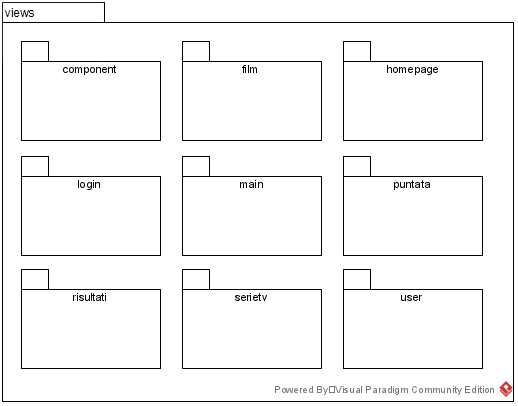 views
component
film
homepage
login
main
puntata
risultati
serietv
user
Powered By□Visual Paradigm Community Edition